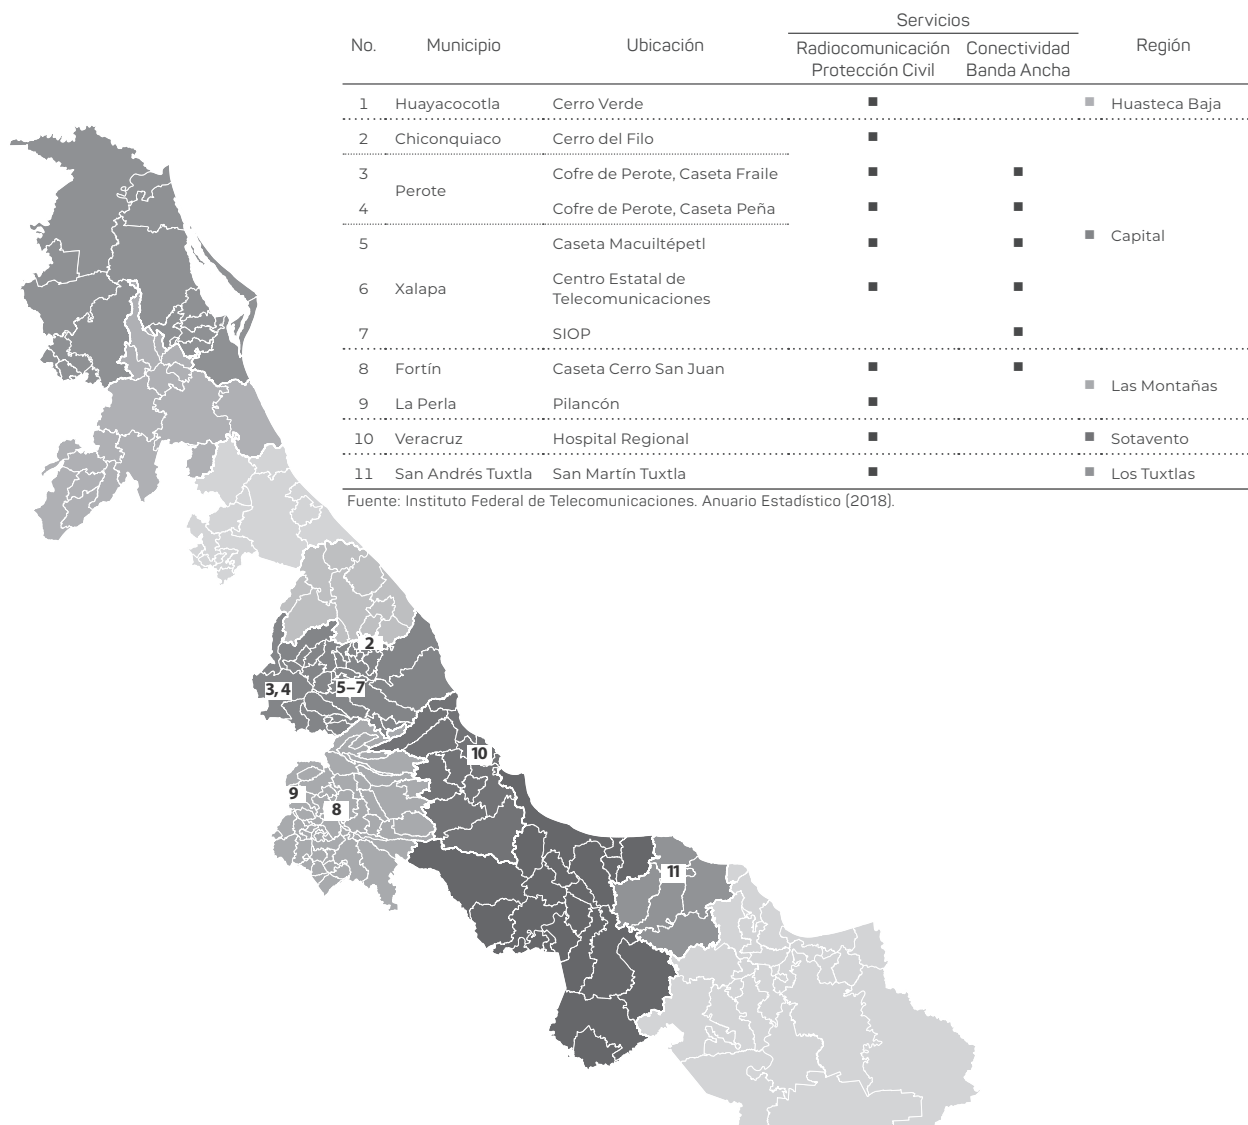 Servicios
No. Municipio Ubicación Radiocomunicación Protección Civil Conectividad Banda Ancha Región
1 Huayacocotla Cerro Verde ■ ■ Huasteca Baja
2 Chiconquiaco Cerro del Filo ■
3 Cofre de Perote, Caseta Fraile ■ ■
Perote
4 Cofre de Perote, Caseta Peña ■ ■
■ Capital
5 Caseta Macuiltépetl ■ ■
6 Xalapa Centro Estatal de Telecomunicaciones ■ ■
7 SIOP ■
8 Fortín Caseta Cerro San Juan ■ ■
■ Las Montañas
9 La Perla Pilancón ■
10 Veracruz Hospital Regional ■ ■ Sotavento
11 San Andrés Tuxtla San Martín Tuxtla ■ ■ Los Tuxtlas
Fuente: Instituto Federal de Telecomunicaciones. Anuario Estadístico (2018).
2
3, 4
5–7
10
9
8
11